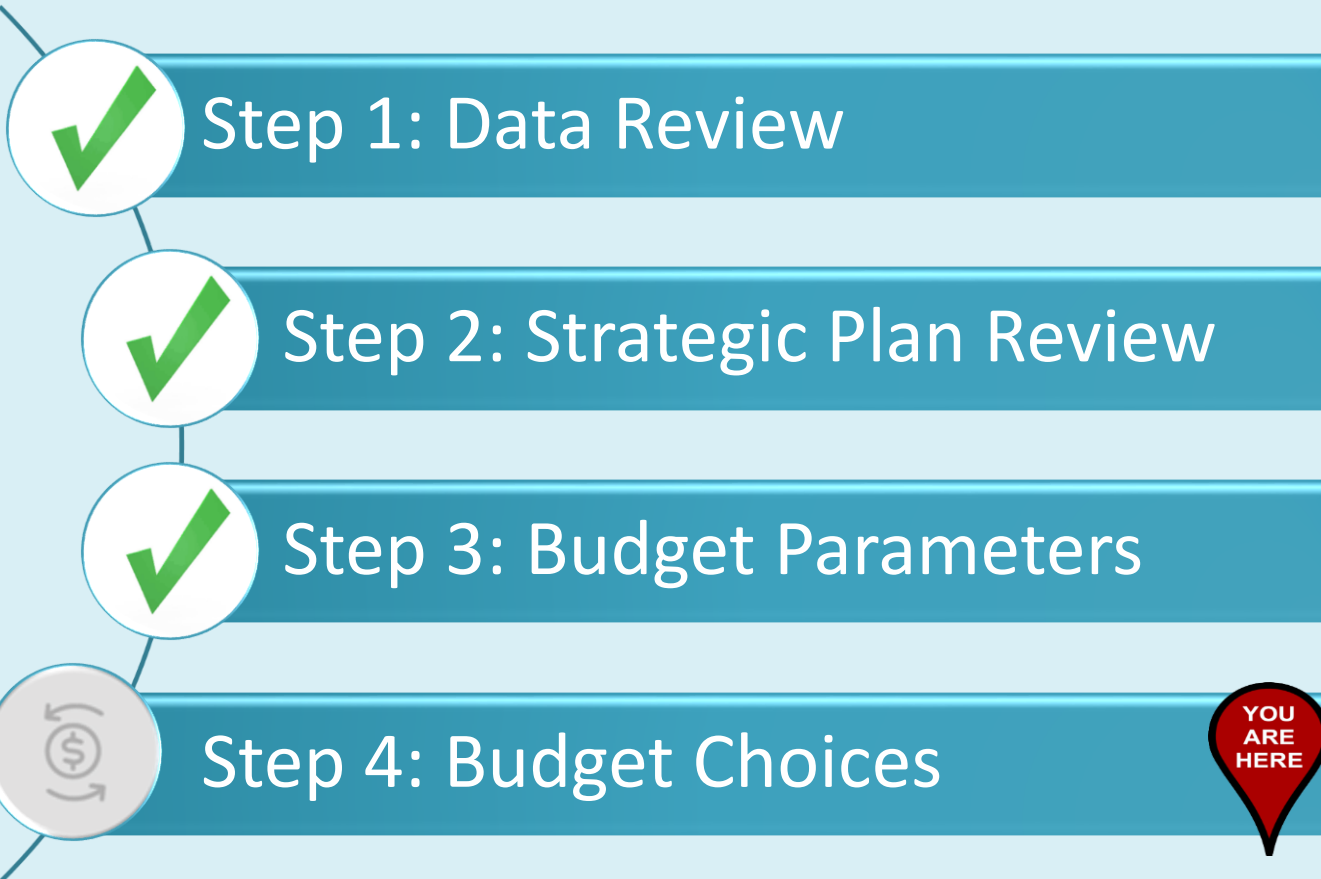 Step 1: Data Review
Step 2: Strategic Plan Review
Step 3: Budget Parameters
Step 4: Budget Choices
YOU
ARE
HERE
$